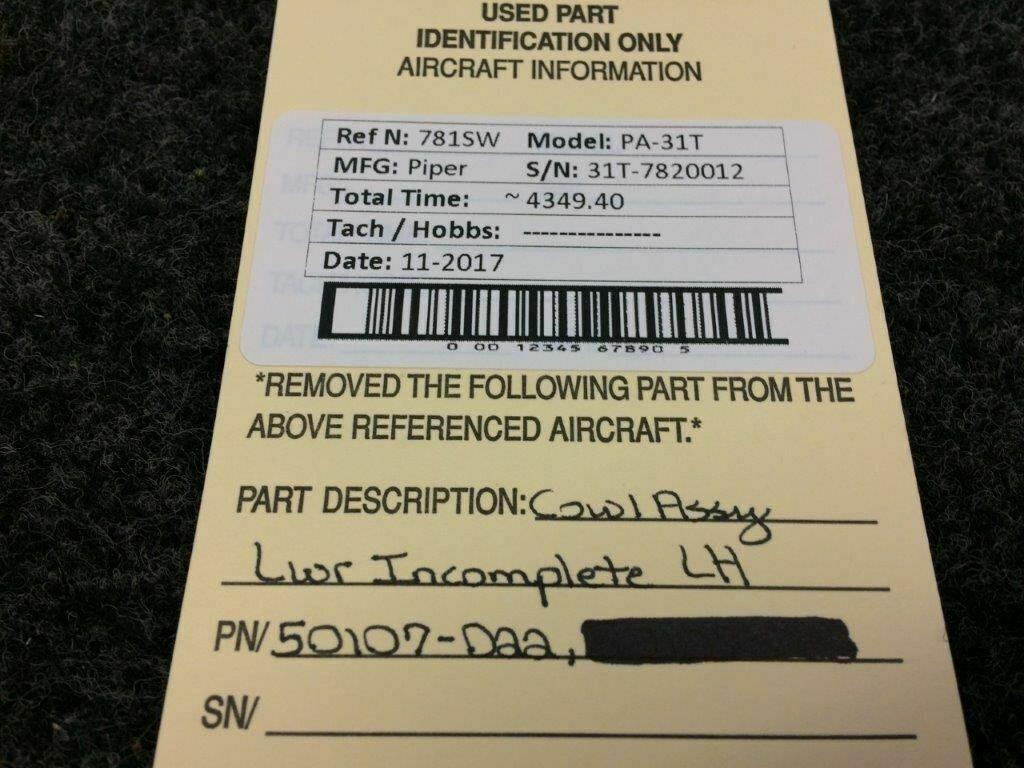 USED PART
IDENTIFICATION ONLY
AIRCRAFT INFORMATION
Ref N: 781SW Model: PA-31T
MFG: Piper S/N: 31T-7820012
Total Time: ~ 4349.40
Tach / Hobbs: ---------------
Date: 11-2017
0 00 12345 67890 5
*REMOVED THE FOLLOWING PART FROM THE
ABOVE REFERENCED AIRCRAFT.*
PART DESCRIPTION: Cowl Assy
Lwr Incomplete LH
PN/ 50107-Daa,
SN/